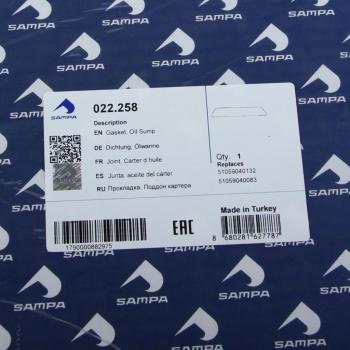 SAMPA
022.258
Description
EN Gasket, Oil Sump
DE Dichtung, Ölwanne
FR Joint, Carter d huile
ES Junta, aceite del cárter
RU Прокладка, Поддон картера
Qty. 1
Replaces
51059040132
51059040083
1790000882975
EAC
Made in Turkey
8 680281 627787
SAMPA
SAMPA
SAMPA
SAMPA
SAMPA
SAMPA
SAMPA
SAMPA